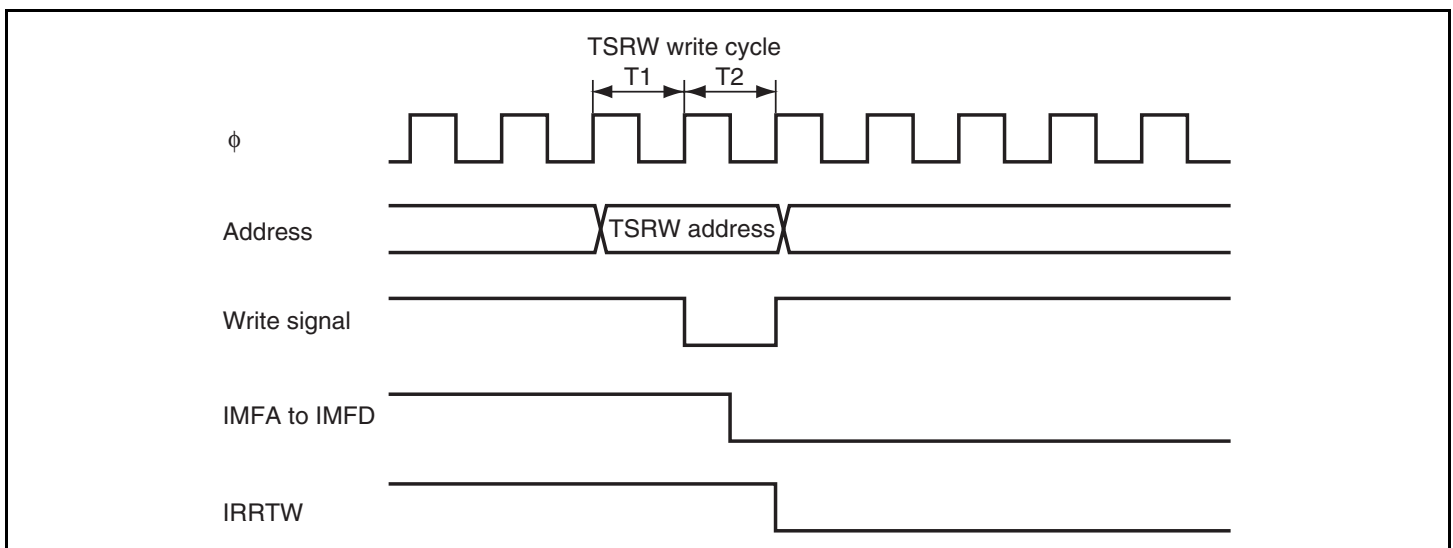 TSRW write cycle
T1 T2
ϕ
Address
TSRW address
Write signal
IMFA to IMFD
IRRTW